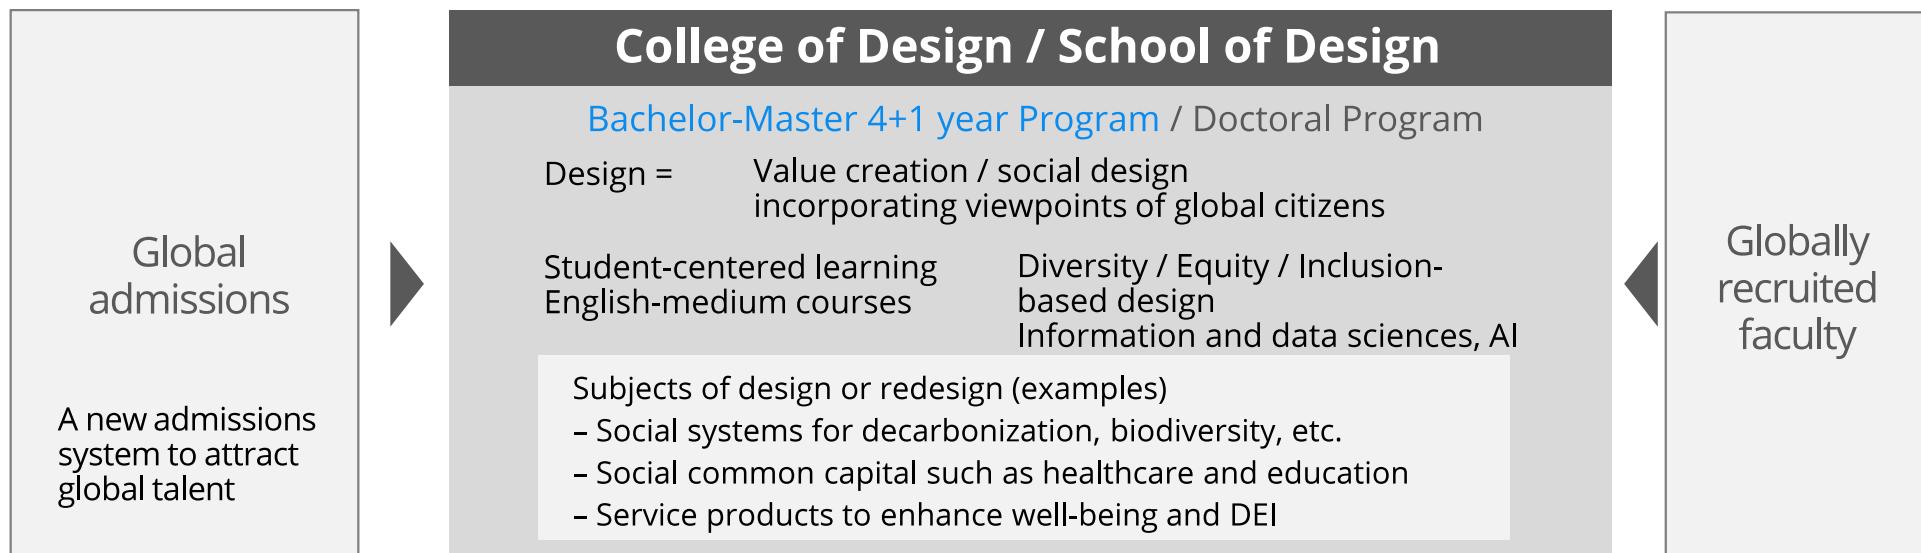 Global
admissions
A new admissions
system to attract
global talent
College of Design / School of Design
Bachelor-Master 4+1 year Program / Doctoral Program
Design =
Value creation / social design
incorporating viewpoints of global citizens
Student-centered learning
English-medium courses
Diversity / Equity / Inclusion-
based design
Information and data sciences, AI
Subjects of design or redesign (examples)
– Social systems for decarbonization, biodiversity, etc.
– Social common capital such as healthcare and education
– Service products to enhance well-being and DEI
Globally
recruited
faculty